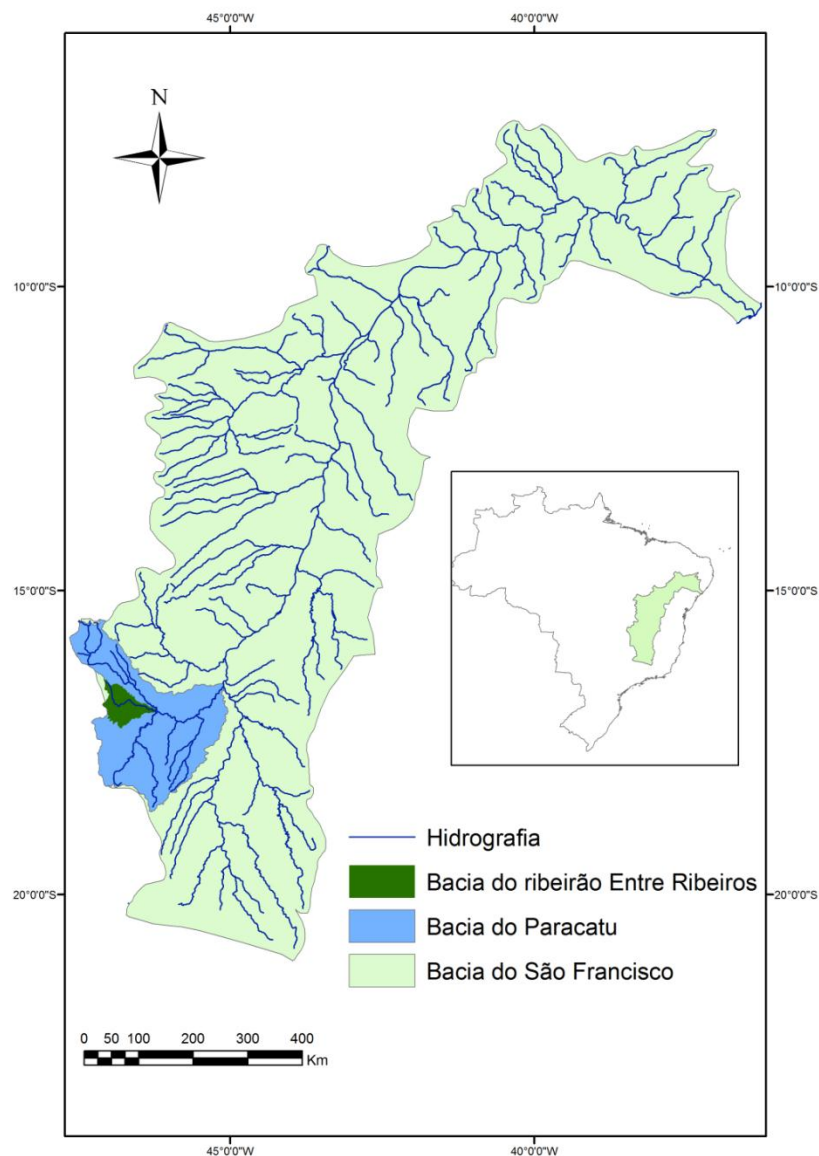 45°0'0"W 40°0'0"W
N
10°0'0"S 10°0'0"S
15°0'0"S 15°0'0"S
Hidrografia
Bacia do ribeirão Entre Ribeiros
20°0'0"S 20°0'0"S
Bacia do Paracatu
Bacia do São Francisco
0 50 100 200 300 400
Km
45°0'0"W 40°0'0"W